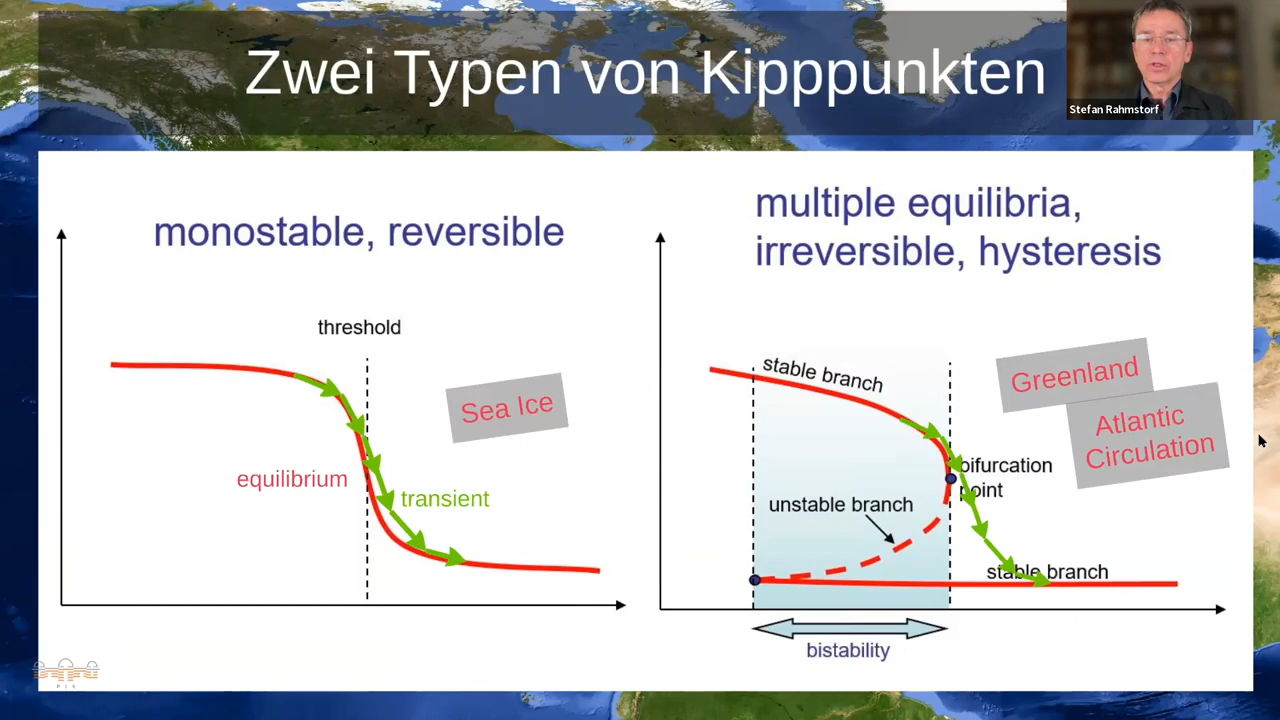 Zwei Typen von Kipppunkten
Stefan Rahmstorf
monostable, reversible
threshold
Sea Ice
equilibrium
transient
multiple equilibria,
irreversible, hysteresis
stable branch
Greenland
Atlantic
Circulation
bifurcation
point
unstable branch
stable branch
bistability
P I K